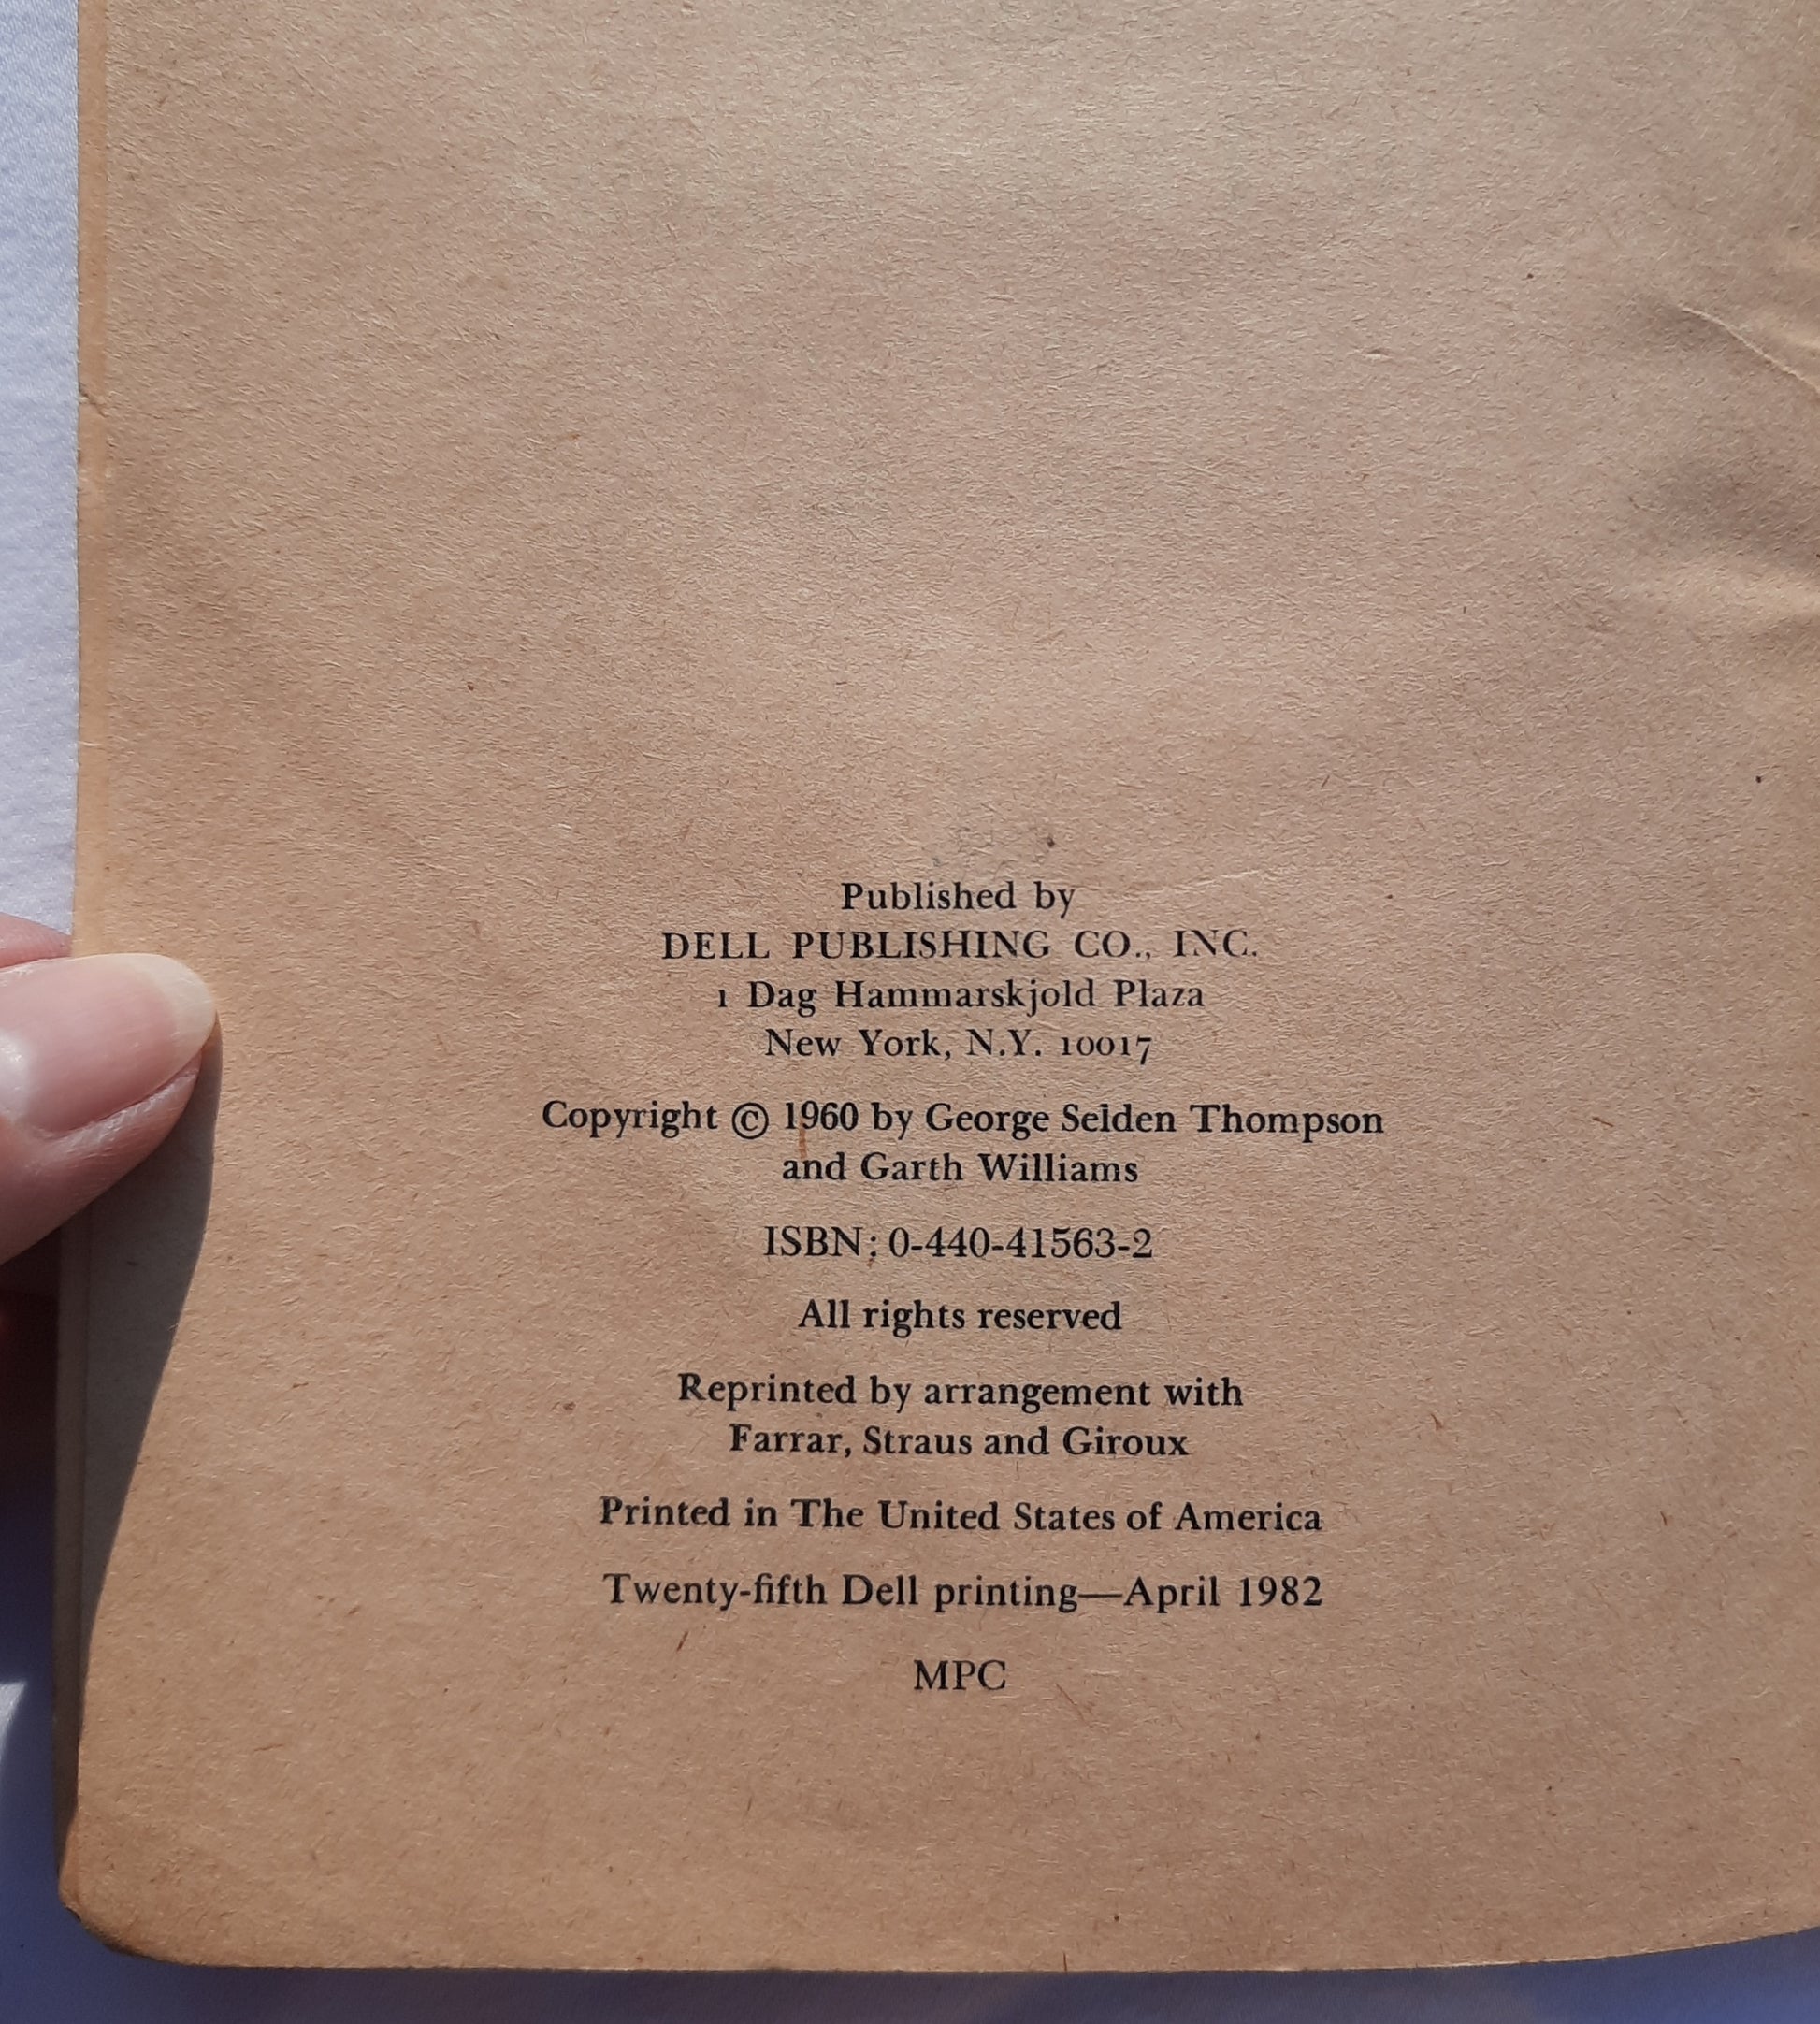 Published by
DELL PUBLISHING CO., INC.
1 Dag Hammarskjold Plaza
New York, N.Y. 10017
Copyright © 1960 by George Selden Thompson
and Garth Williams
ISBN: 0-440-41563-2
All rights reserved
Reprinted by arrangement with
Farrar, Straus and Giroux
Printed in The United States of America
Twenty-fifth Dell printing—April 1982
MPC